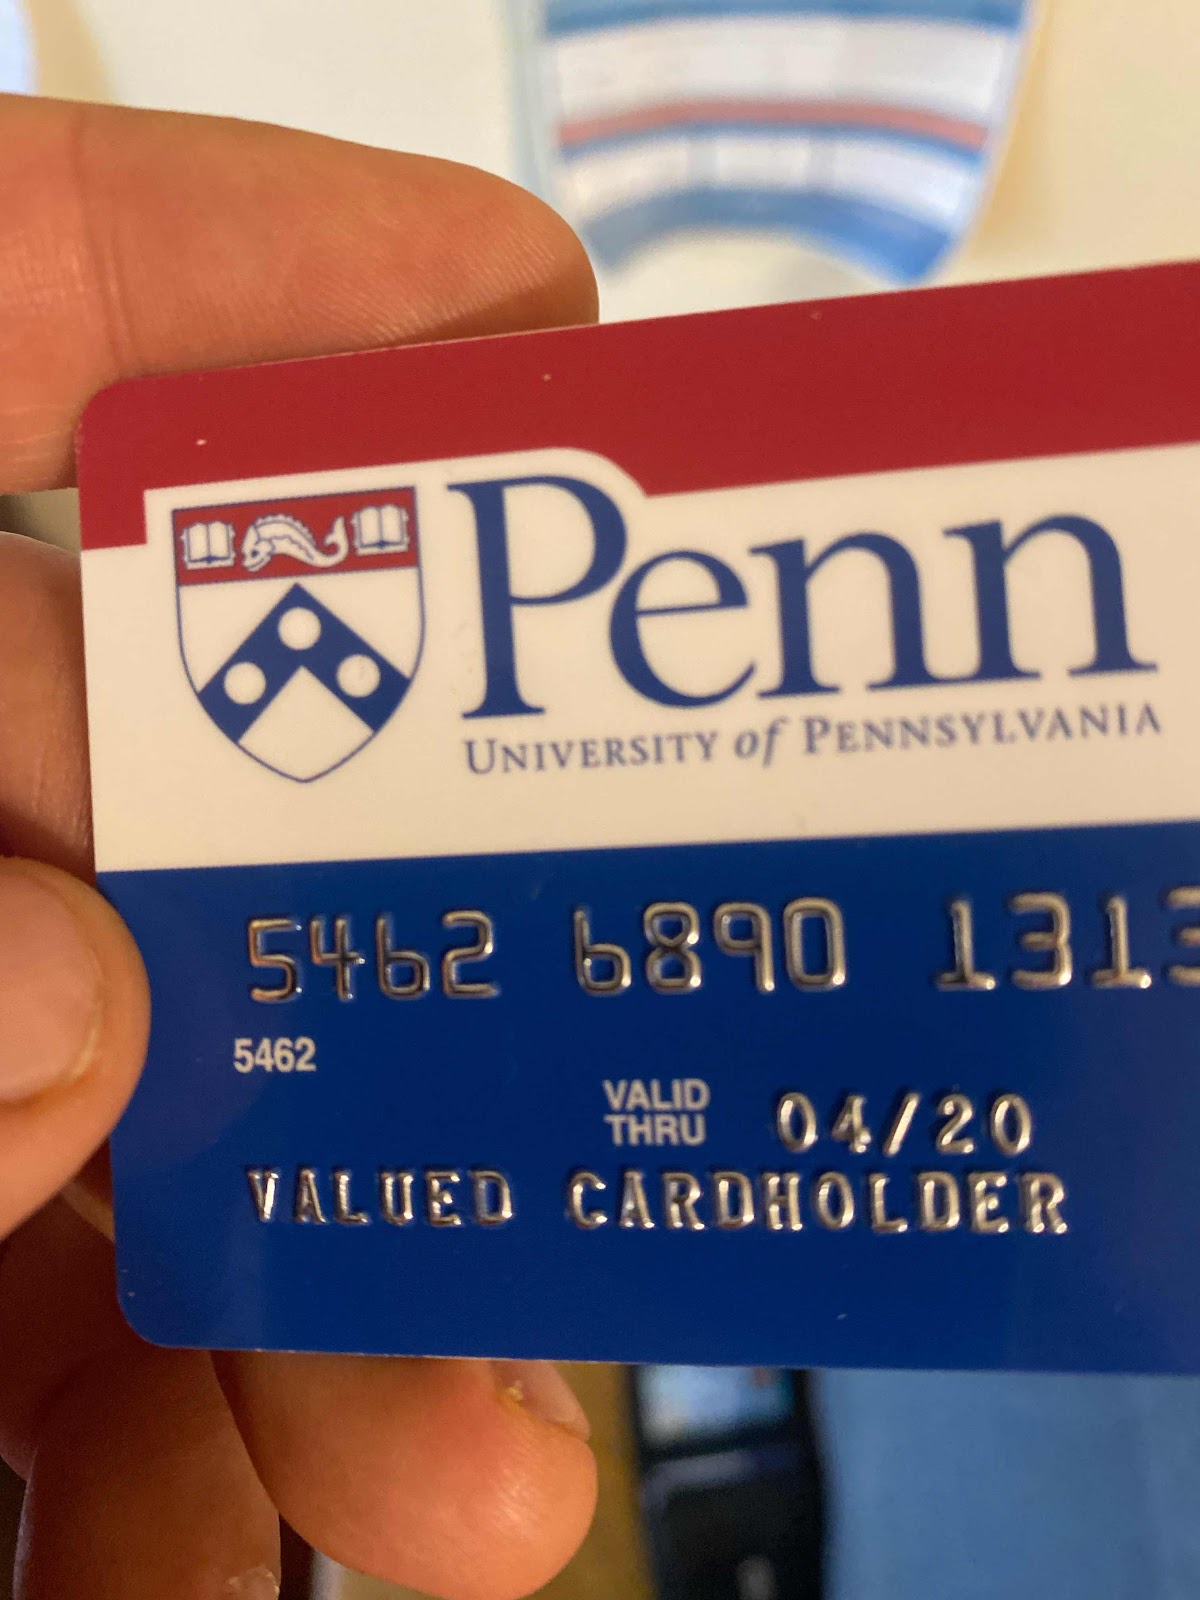 Penn
UNIVERSITY of PENNSYLVANIA
5462 6890 1313
5462
VALID
THRU
04/20
VALUED CARDHOLDER